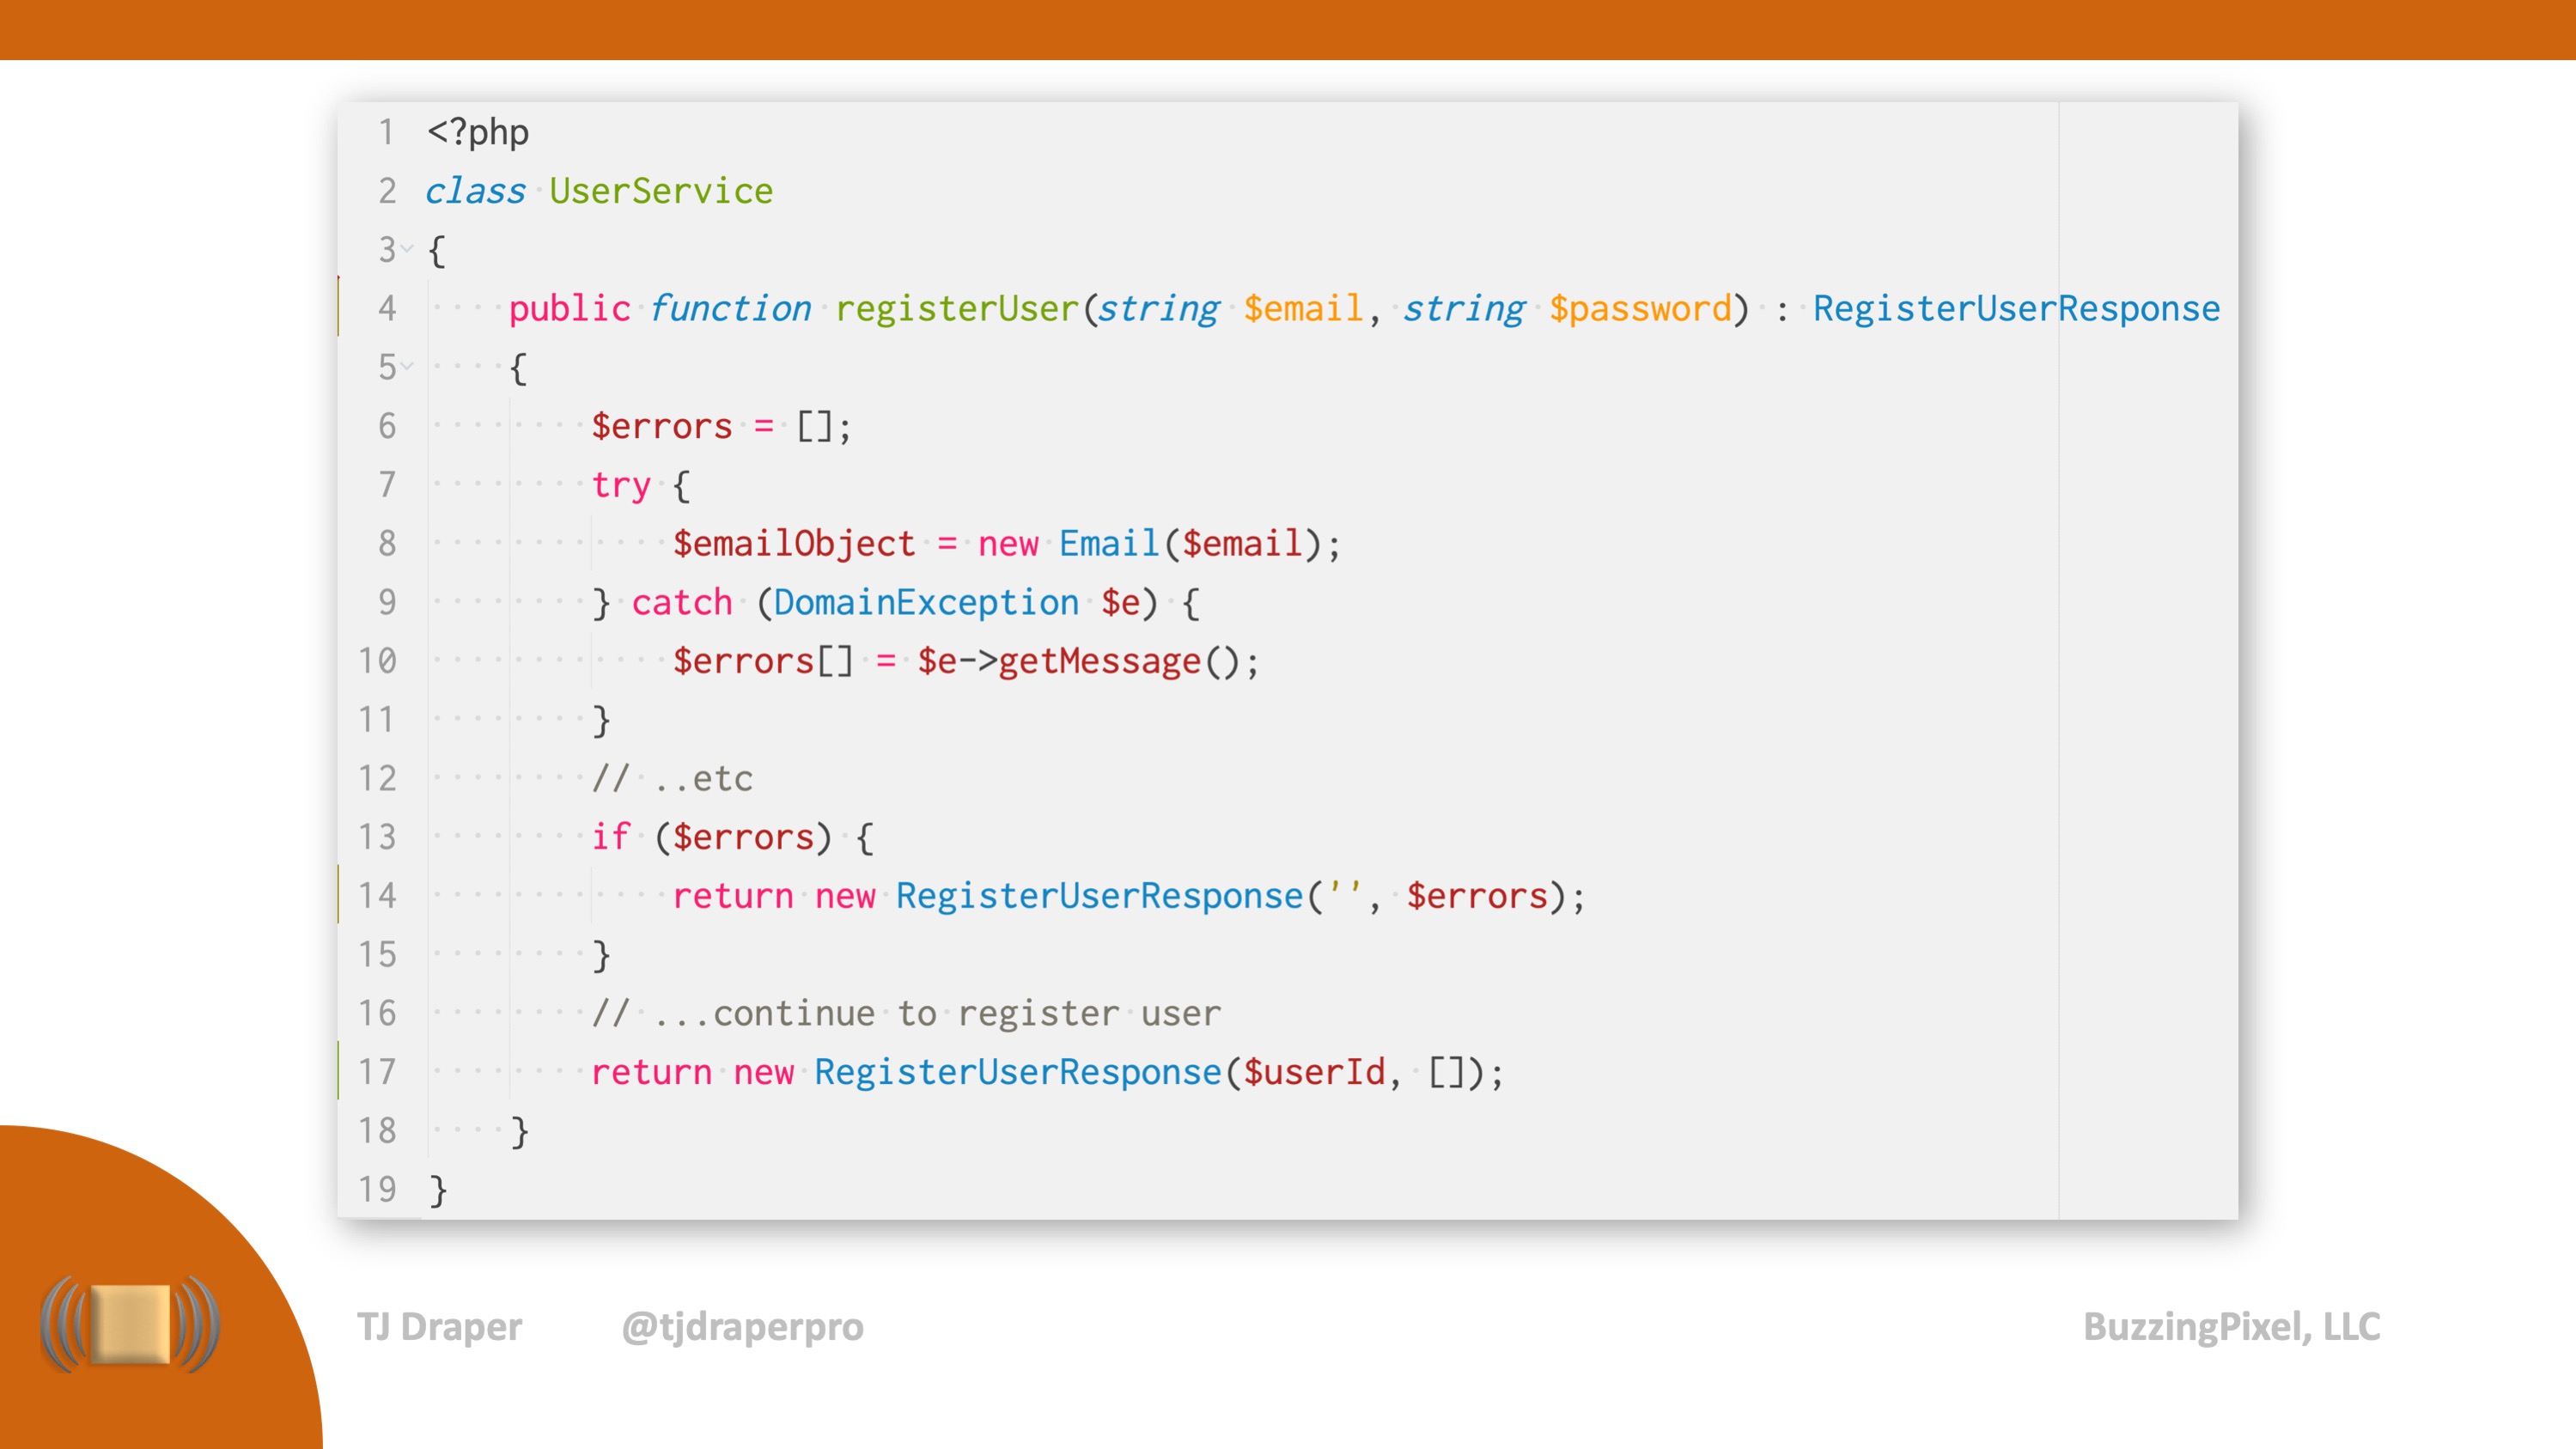 1 <?php
2 class UserService
3 {
4     public function registerUser(string $email, string $password) : RegisterUserResponse
5     {
6         $errors = [];
7         try {
8             $emailObject = new Email($email);
9         } catch (DomainException $e) {
10             $errors[] = $e->getMessage();
11         }
12         // ..etc
13         if ($errors) {
14             return new RegisterUserResponse('', $errors);
15         }
16         // ...continue to register user
17         return new RegisterUserResponse($userId, []);
18     }
19 }
TJ Draper @tjdraperpro BuzzingPixel, LLC